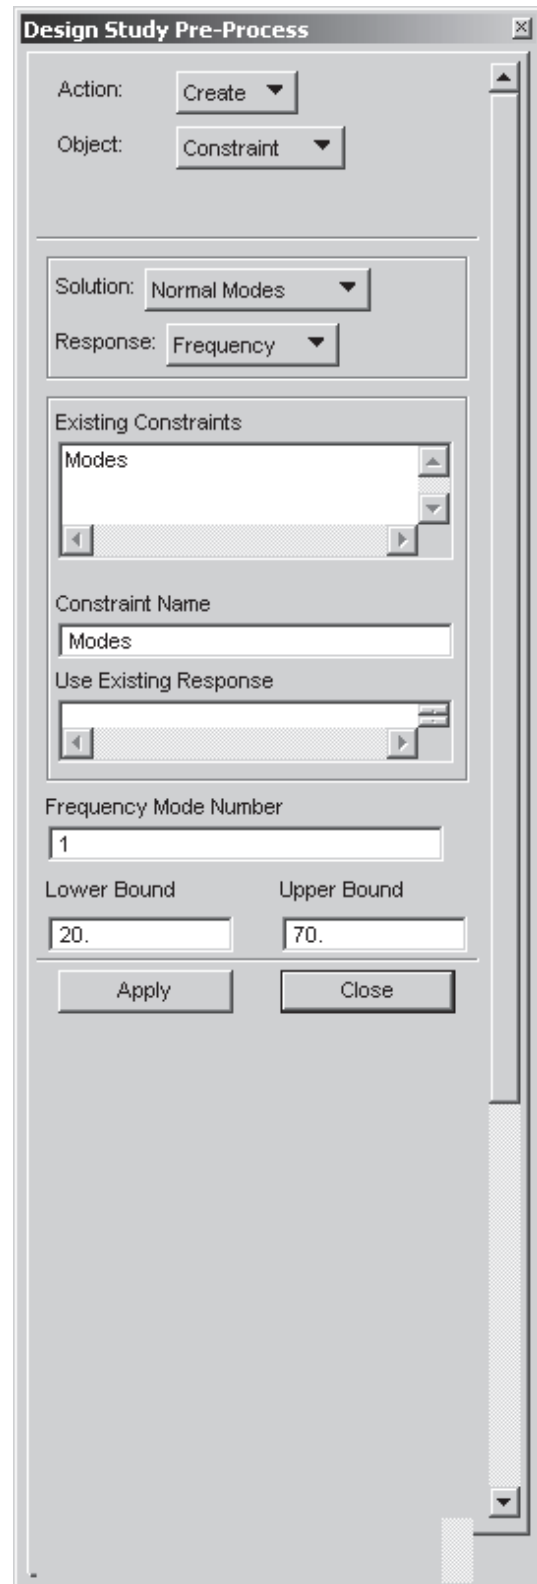 Design Study Pre-Process
Action: Create
Object: Constraint
Solution: Normal Modes
Response: Frequency
Existing Constraints
Modes
Constraint Name
Modes
Use Existing Response
Frequency Mode Number
1
Lower Bound Upper Bound
20. 70.
Apply Close